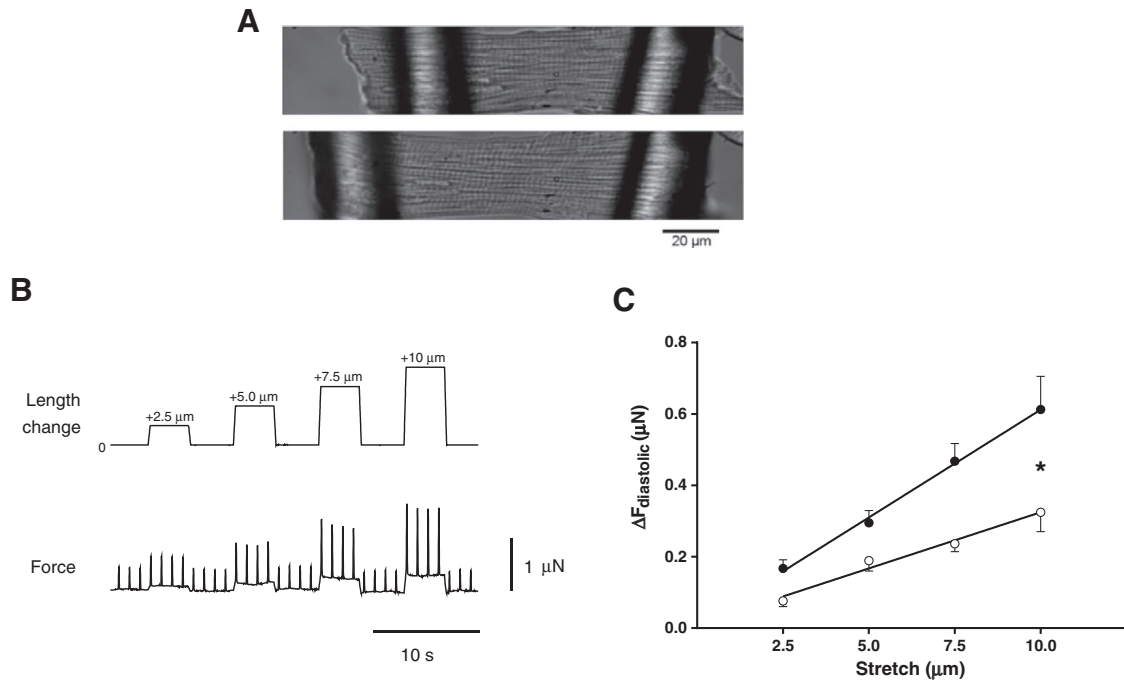 A
20 µm
B
Length
change
0
+2.5 µm
+5.0 µm
+7.5 µm
+10 µm
Force
1 µN
10 s
C
ΔFdiastolic (µN)
0.8
0.6
0.4
0.2
0.0
*
2.5 5.0 7.5 10.0
Stretch (µm)